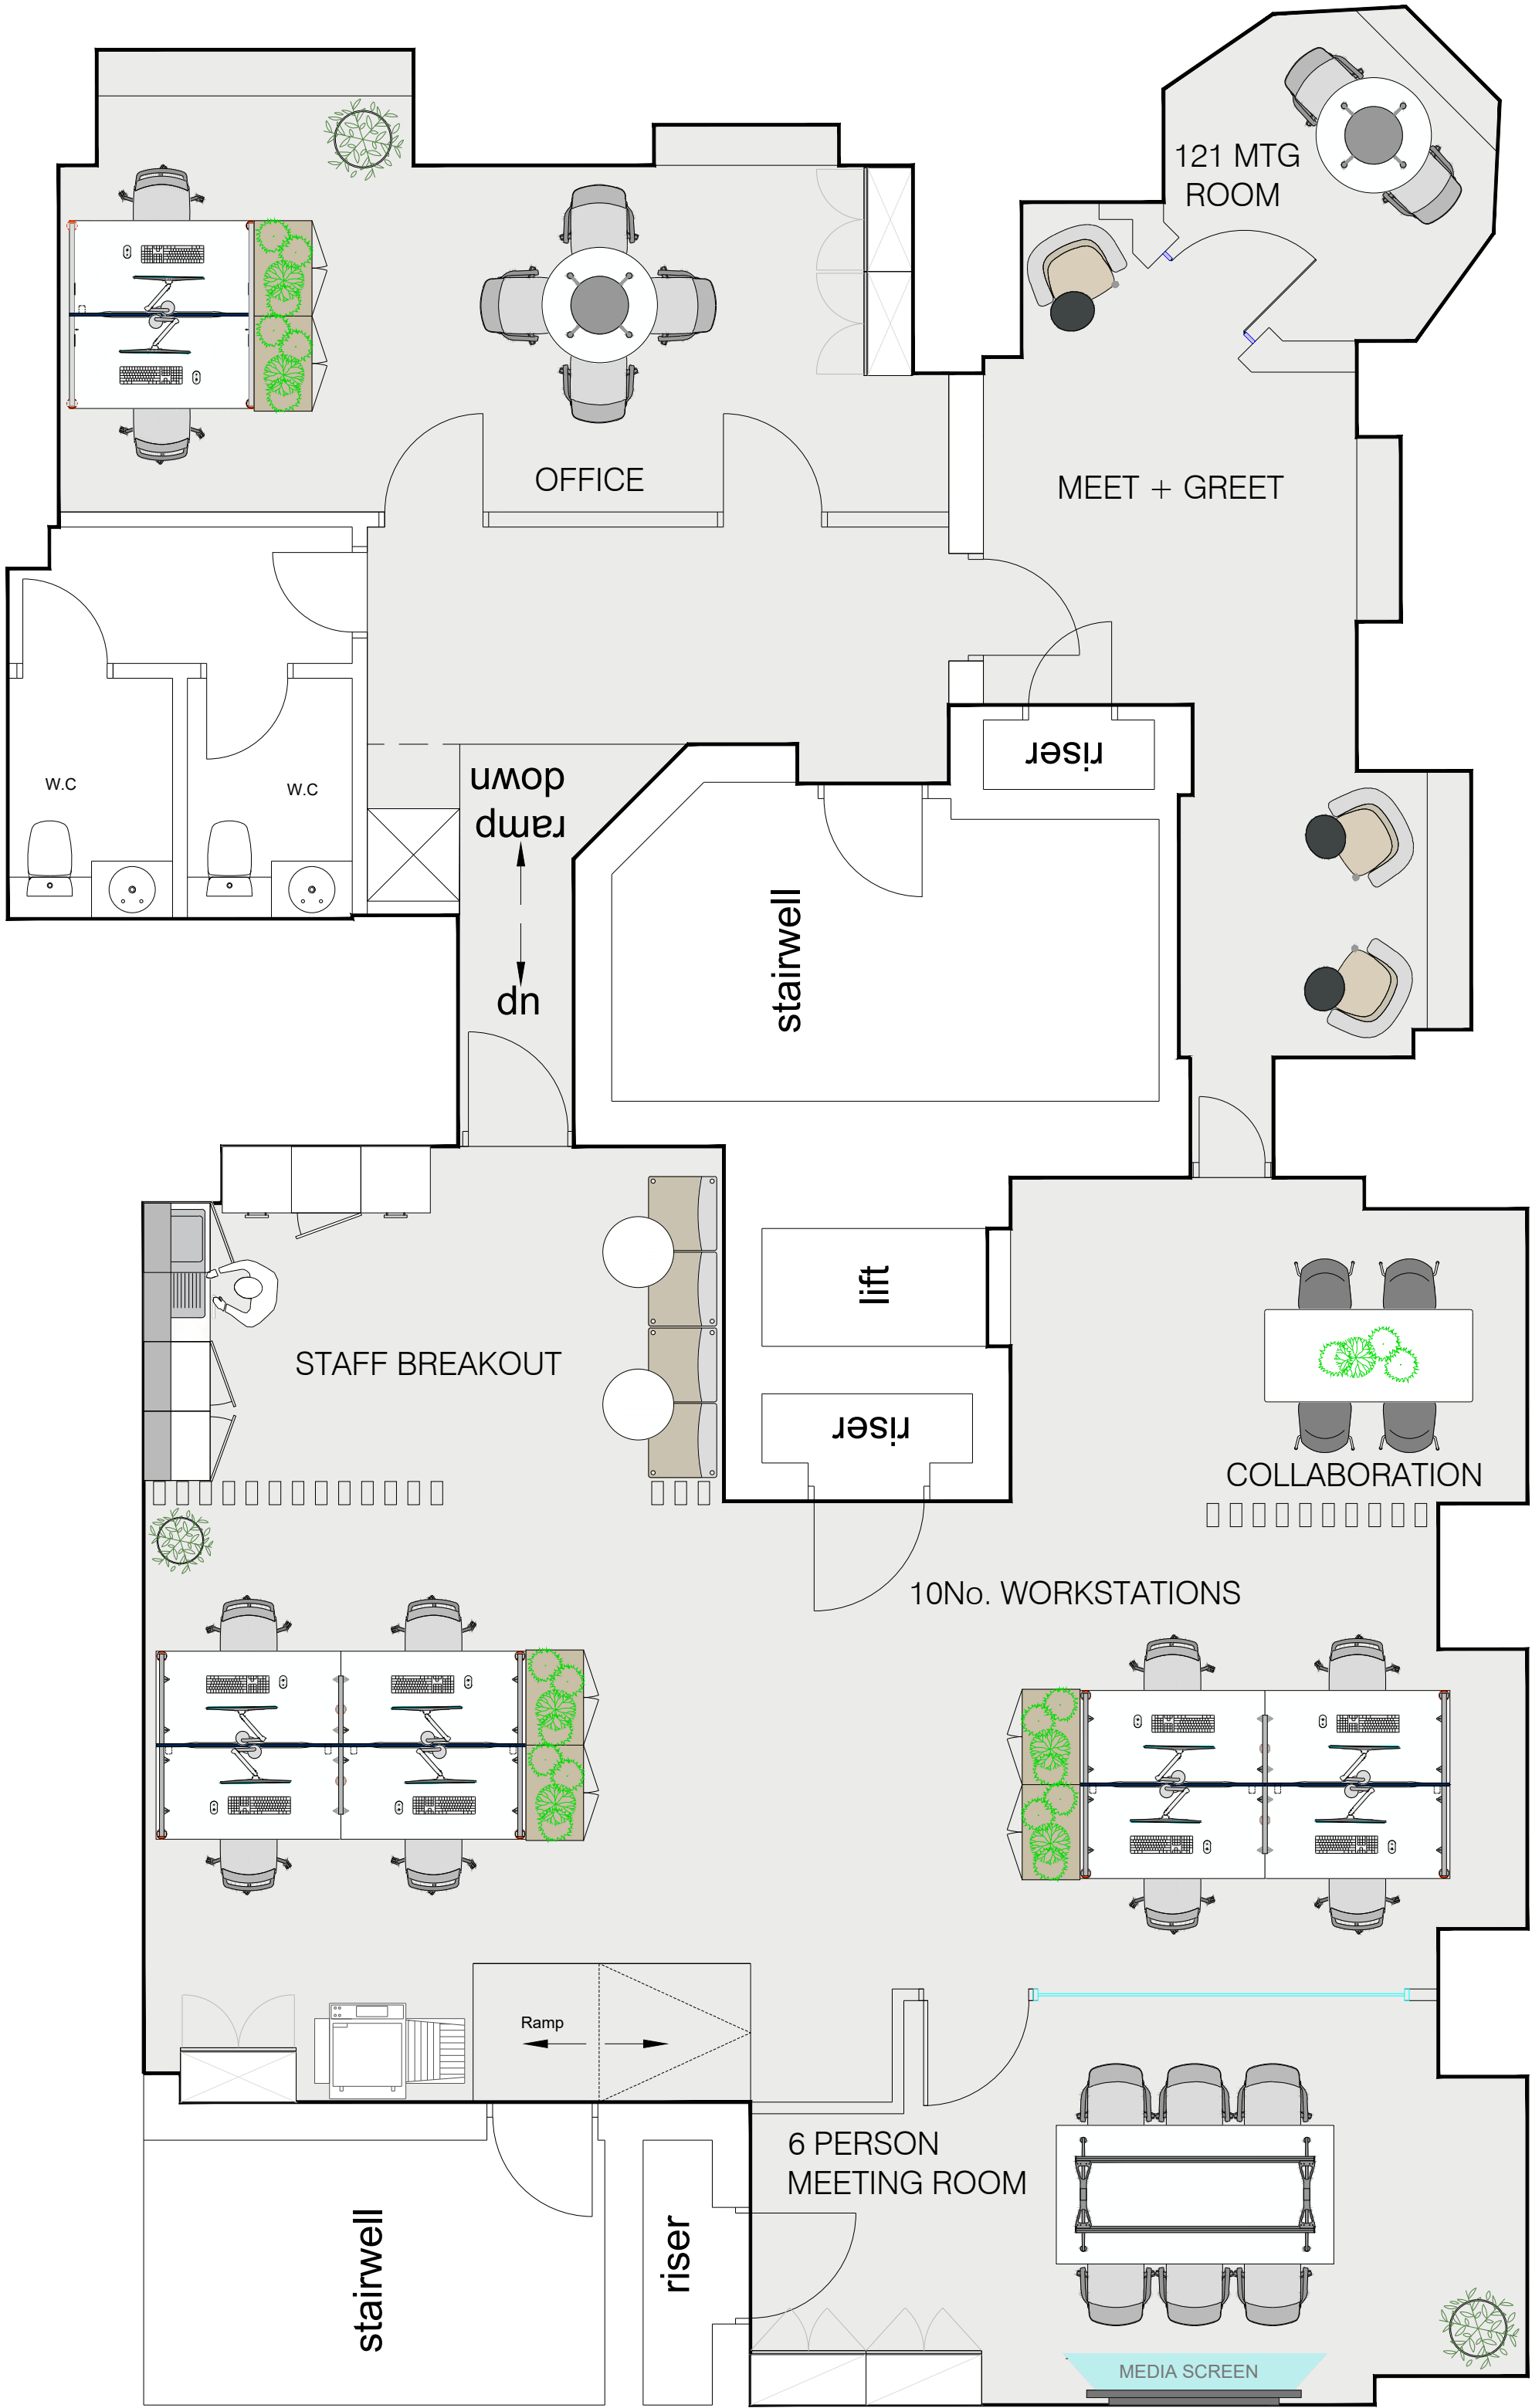 121 MTG
ROOM
OFFICE
MEET + GREET
riser
W.C
W.C
ramp
down
up
stairwell
lift
STAFF BREAKOUT
riser
COLLABORATION
10No. WORKSTATIONS
Ramp
6 PERSON
MEETING ROOM
stairwell
riser
MEDIA SCREEN